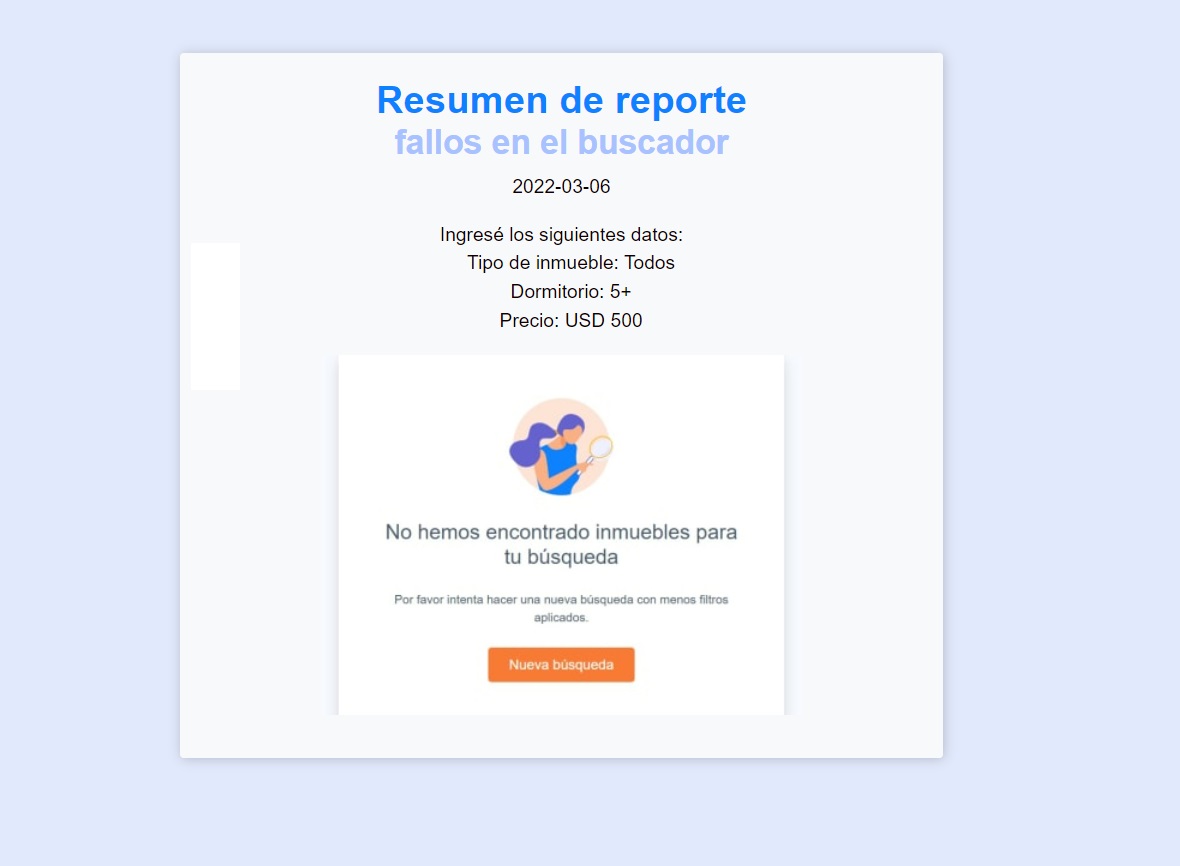 Resumen de reporte
fallos en el buscador
2022-03-06
Ingresé los siguientes datos:
Tipo de inmueble: Todos
Dormitorio: 5+
Precio: USD 500
No hemos encontrado inmuebles para
tu búsqueda
Por favor intenta hacer una nueva búsqueda con menos filtros
aplicados.
Nueva búsqueda